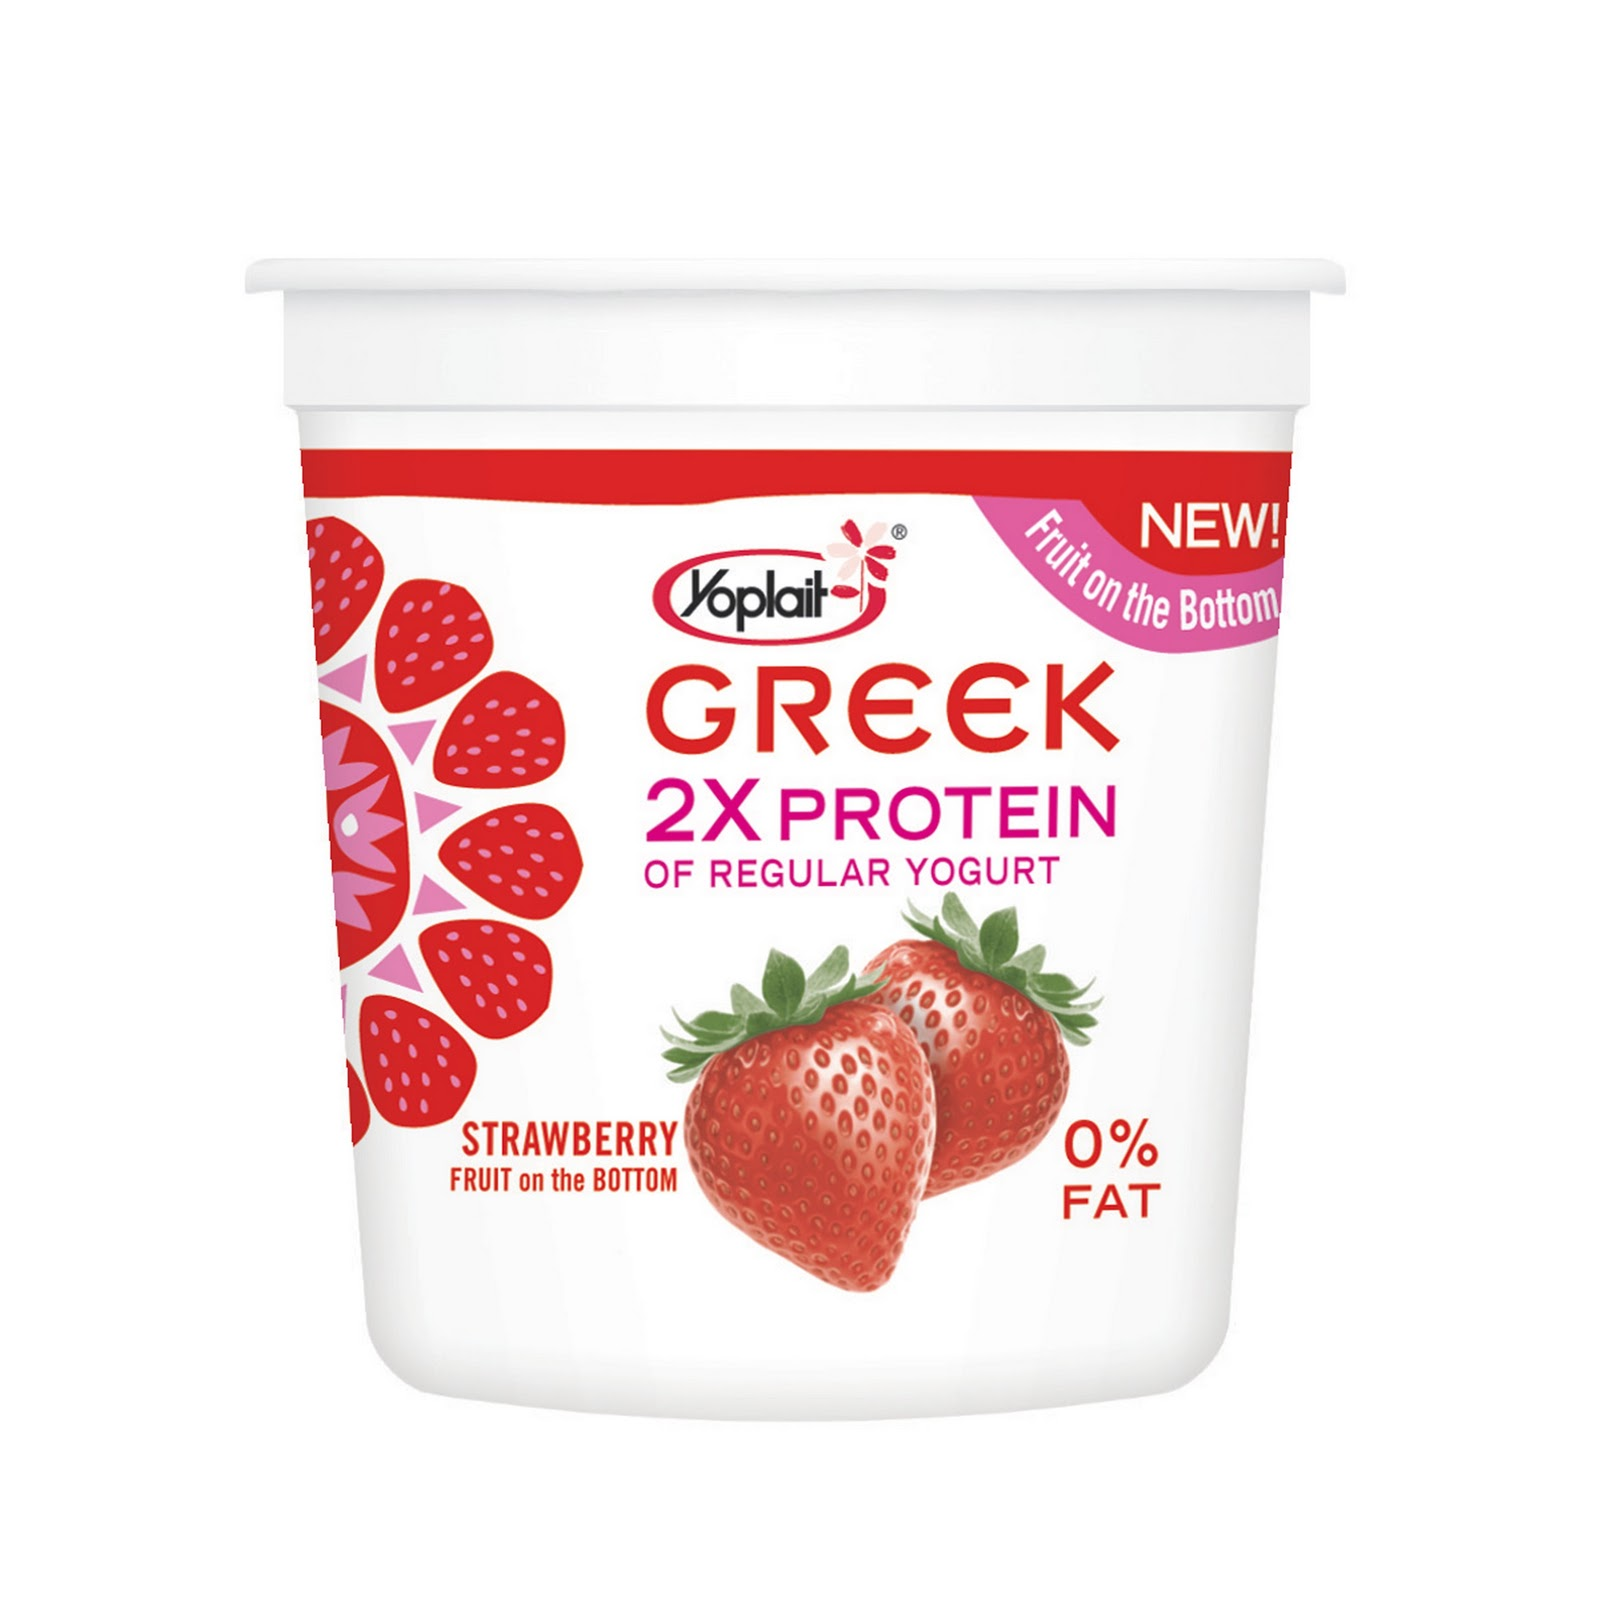 NEW!
Fruit on the Bottom
Yoplait®
GREEK
2X PROTEIN
OF REGULAR YOGURT
STRAWBERRY
FRUIT on the BOTTOM
0%
FAT